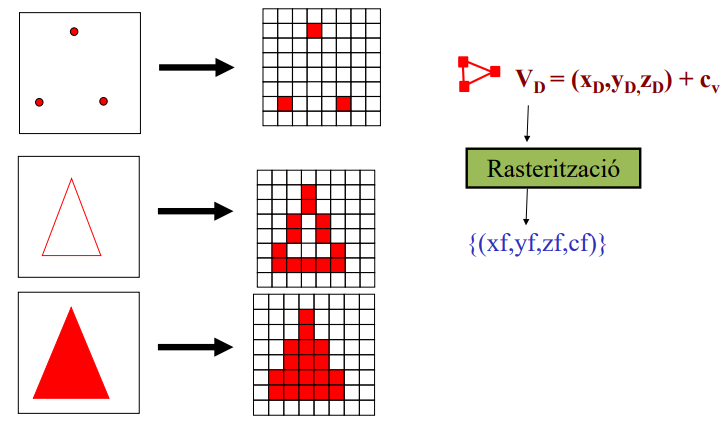 V_D = (x_D,y_D,z_D) + c_v
Rasterització
{(xf,yf,zf,cf)}